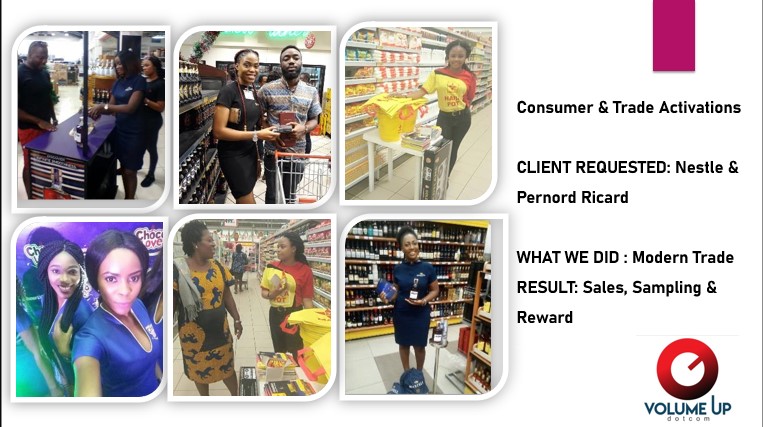 Consumer & Trade Activations
CLIENT REQUESTED: Nestle &
Pernord Ricard
WHAT WE DID : Modern Trade
RESULT: Sales, Sampling &
Reward
VOLUME UP
dotcom